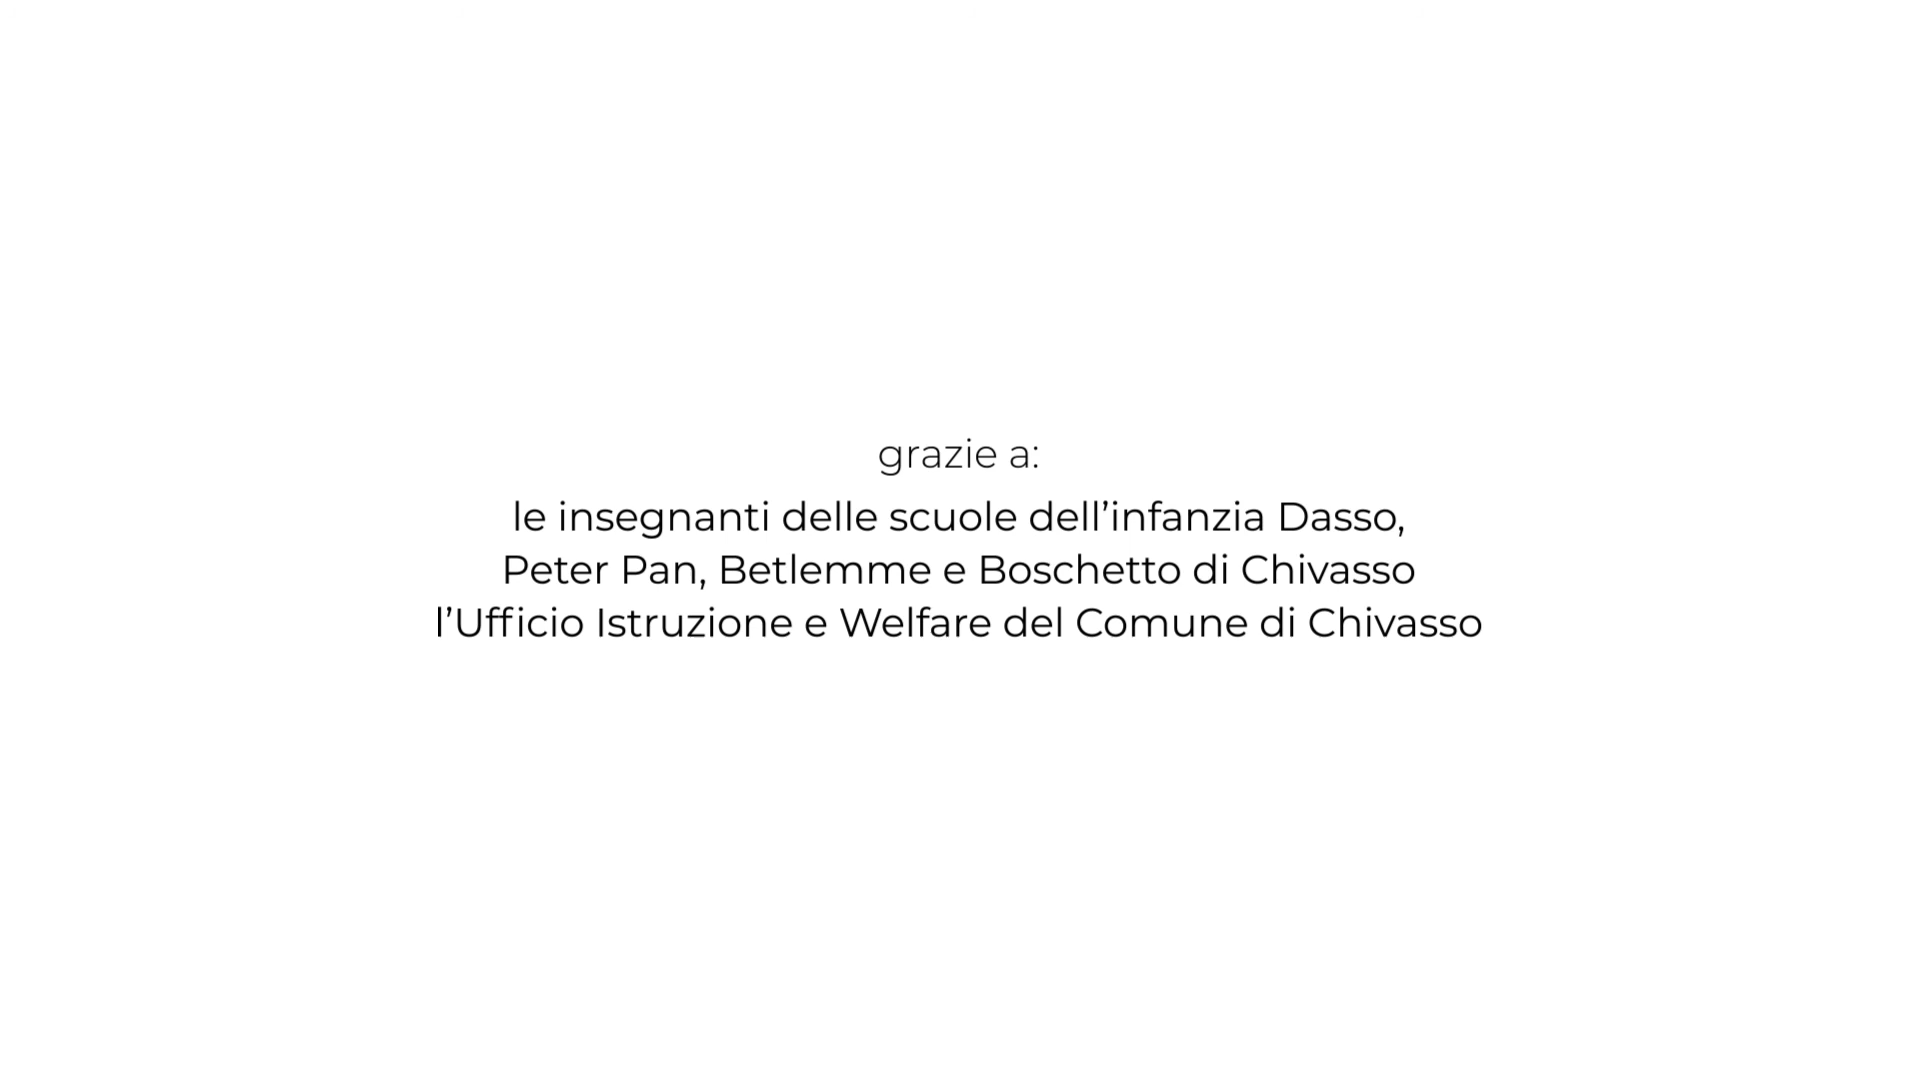 grazie a:
le insegnanti delle scuole dell’infanzia Dasso,
Peter Pan, Betlemme e Boschetto di Chivasso
l’Ufficio Istruzione e Welfare del Comune di Chivasso